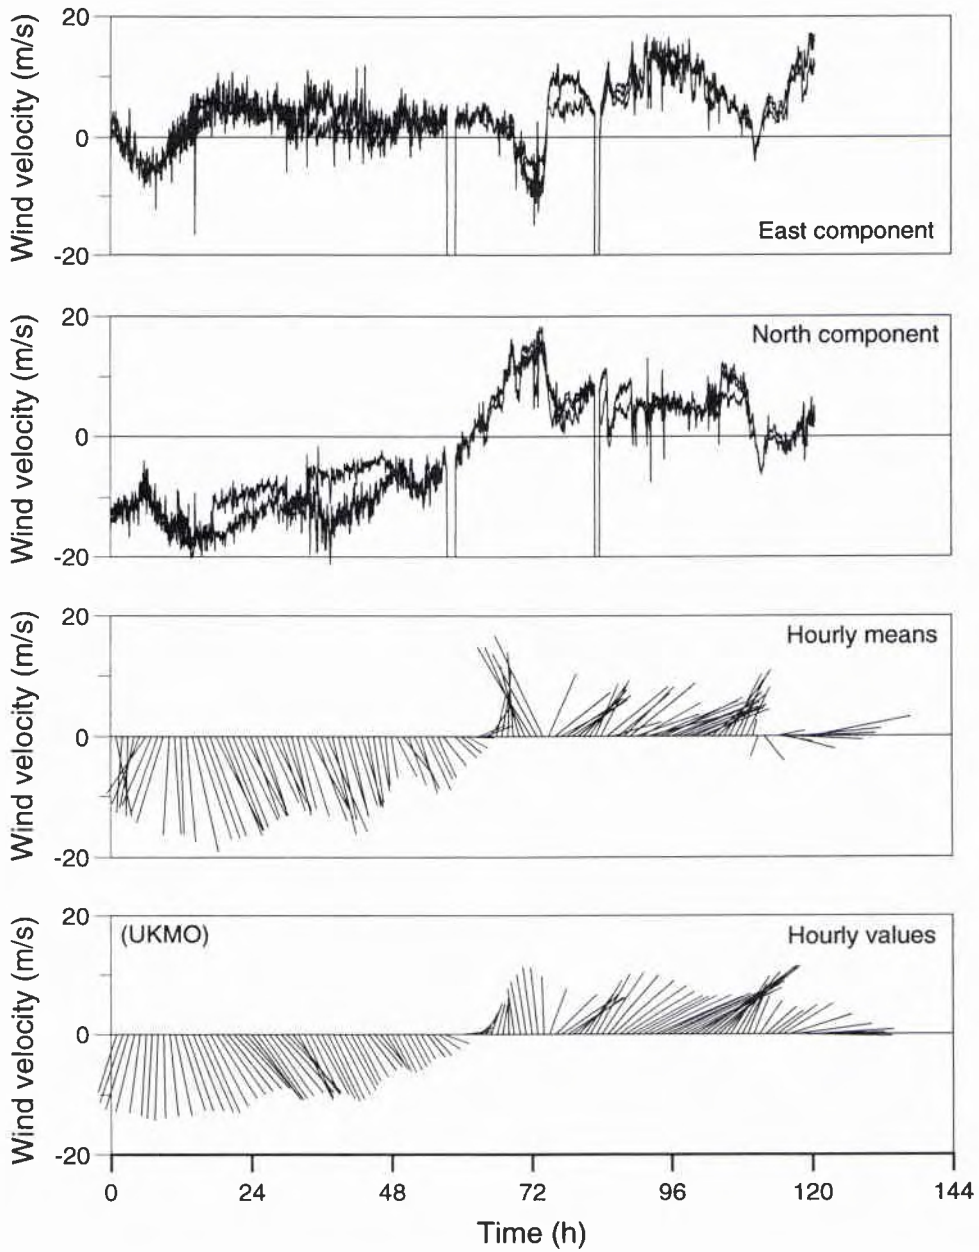 20
0
-20
Wind velocity (m/s)
East component
20
0
-20
Wind velocity (m/s)
North component
20
0
-20
Wind velocity (m/s)
Hourly means
20
0
-20
Wind velocity (m/s)
(UKMO)
Hourly values
0 24 48 72 96 120 144
Time (h)